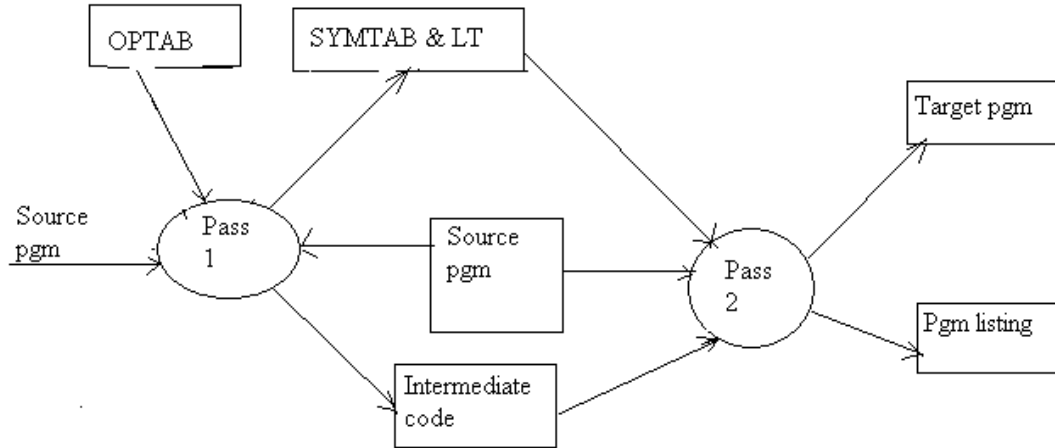 OPTAB
SYMTAB & LT
Target pgm
Source
pgm
Pass
1
Source
pgm
Pass
2
Pgm listing
Intermediate
code